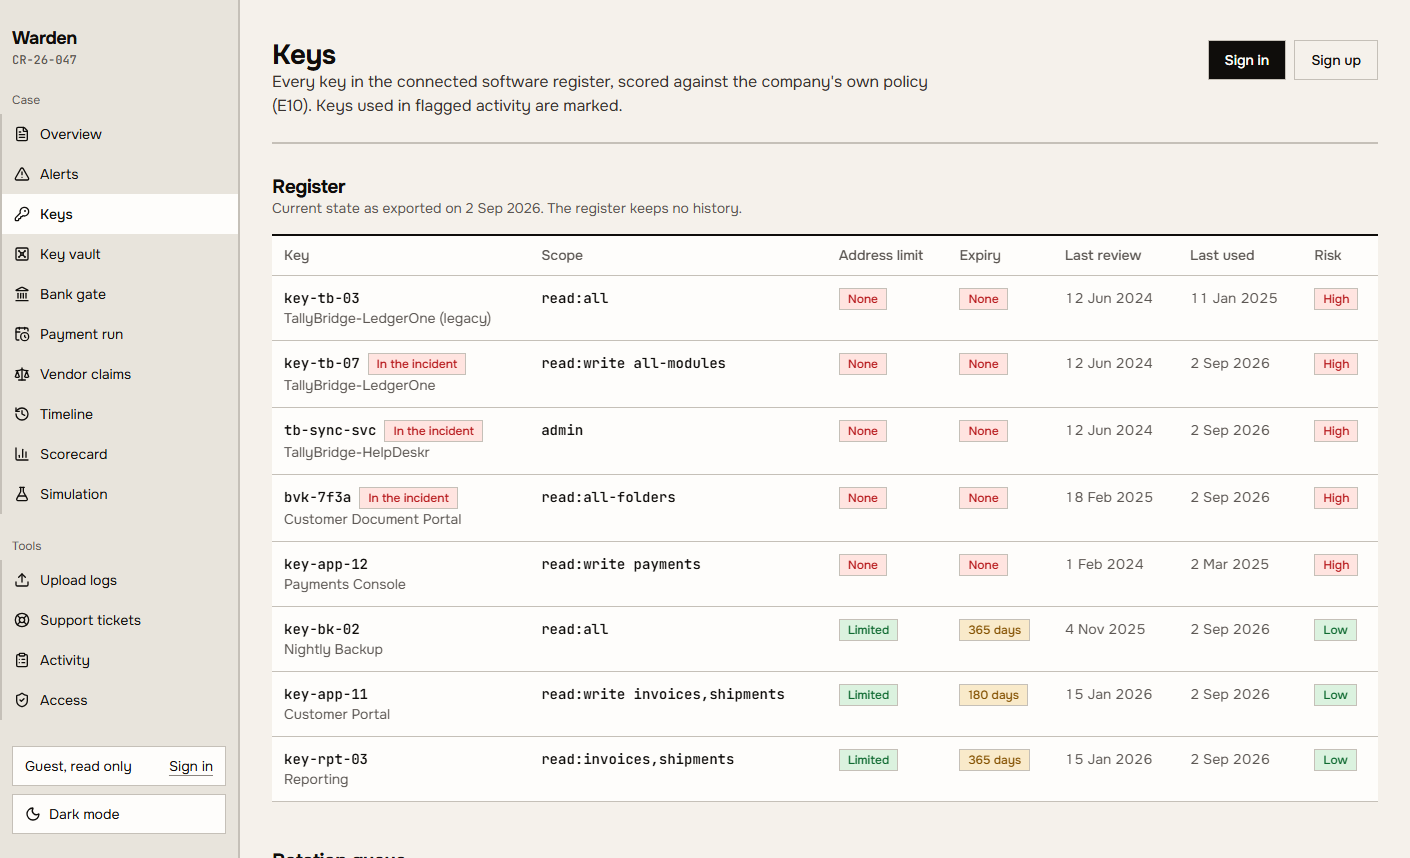 Warden
CR-26-047
Case
Overview
Alerts
Keys
Key vault
Bank gate
Payment run
Vendor claims
Timeline
Scorecard
Simulation
Tools
Upload logs
Support tickets
Activity
Access
Guest, read only Sign in
Dark mode
Keys
Every key in the connected software register, scored against the company's own policy
(E10). Keys used in flagged activity are marked.
Sign in Sign up
Register
Current state as exported on 2 Sep 2026. The register keeps no history.
Key Scope Address limit Expiry Last review Last used Risk
key-tb-03 read:all None None 12 Jun 2024 11 Jan 2025 High
TallyBridge-LedgerOne (legacy)
key-tb-07 In the incident read:write all-modules None None 12 Jun 2024 2 Sep 2026 High
TallyBridge-LedgerOne
tb-sync-svc In the incident admin None None 12 Jun 2024 2 Sep 2026 High
TallyBridge-HelpDeskr
bvk-7f3a In the incident read:all-folders None None 18 Feb 2025 2 Sep 2026 High
Customer Document Portal
key-app-12 read:write payments None None 1 Feb 2024 2 Mar 2025 High
Payments Console
key-bk-02 read:all Limited 365 days 4 Nov 2025 2 Sep 2026 Low
Nightly Backup
key-app-11 read:write invoices,shipments Limited 180 days 15 Jan 2026 2 Sep 2026 Low
Customer Portal
key-rpt-03 read:invoices,shipments Limited 365 days 15 Jan 2026 2 Sep 2026 Low
Reporting